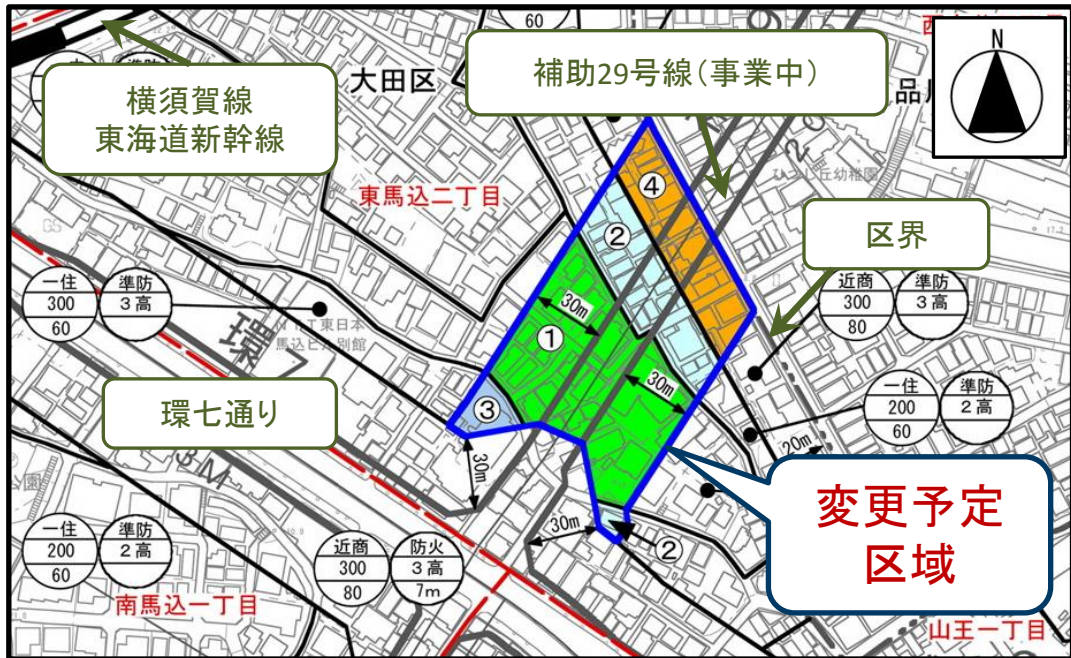 60
N
大田区
補助29号線(事業中)
横須賀線
東海道新幹線
ひつじ丘幼稚園
東馬込二丁目
④
②
区界
一住
300
60
準防
3高
近商
300
80
準防
3高
30m
①
NTT東日本
馬込ビル別館
環7
30m
一住
200
60
準防
2高
③
環七通り
20m
30m
変更予定
区域
30m
②
一住
200
60
準防
2高
近商
300
80
防火
3高
7m
南馬込一丁目
山王一丁目